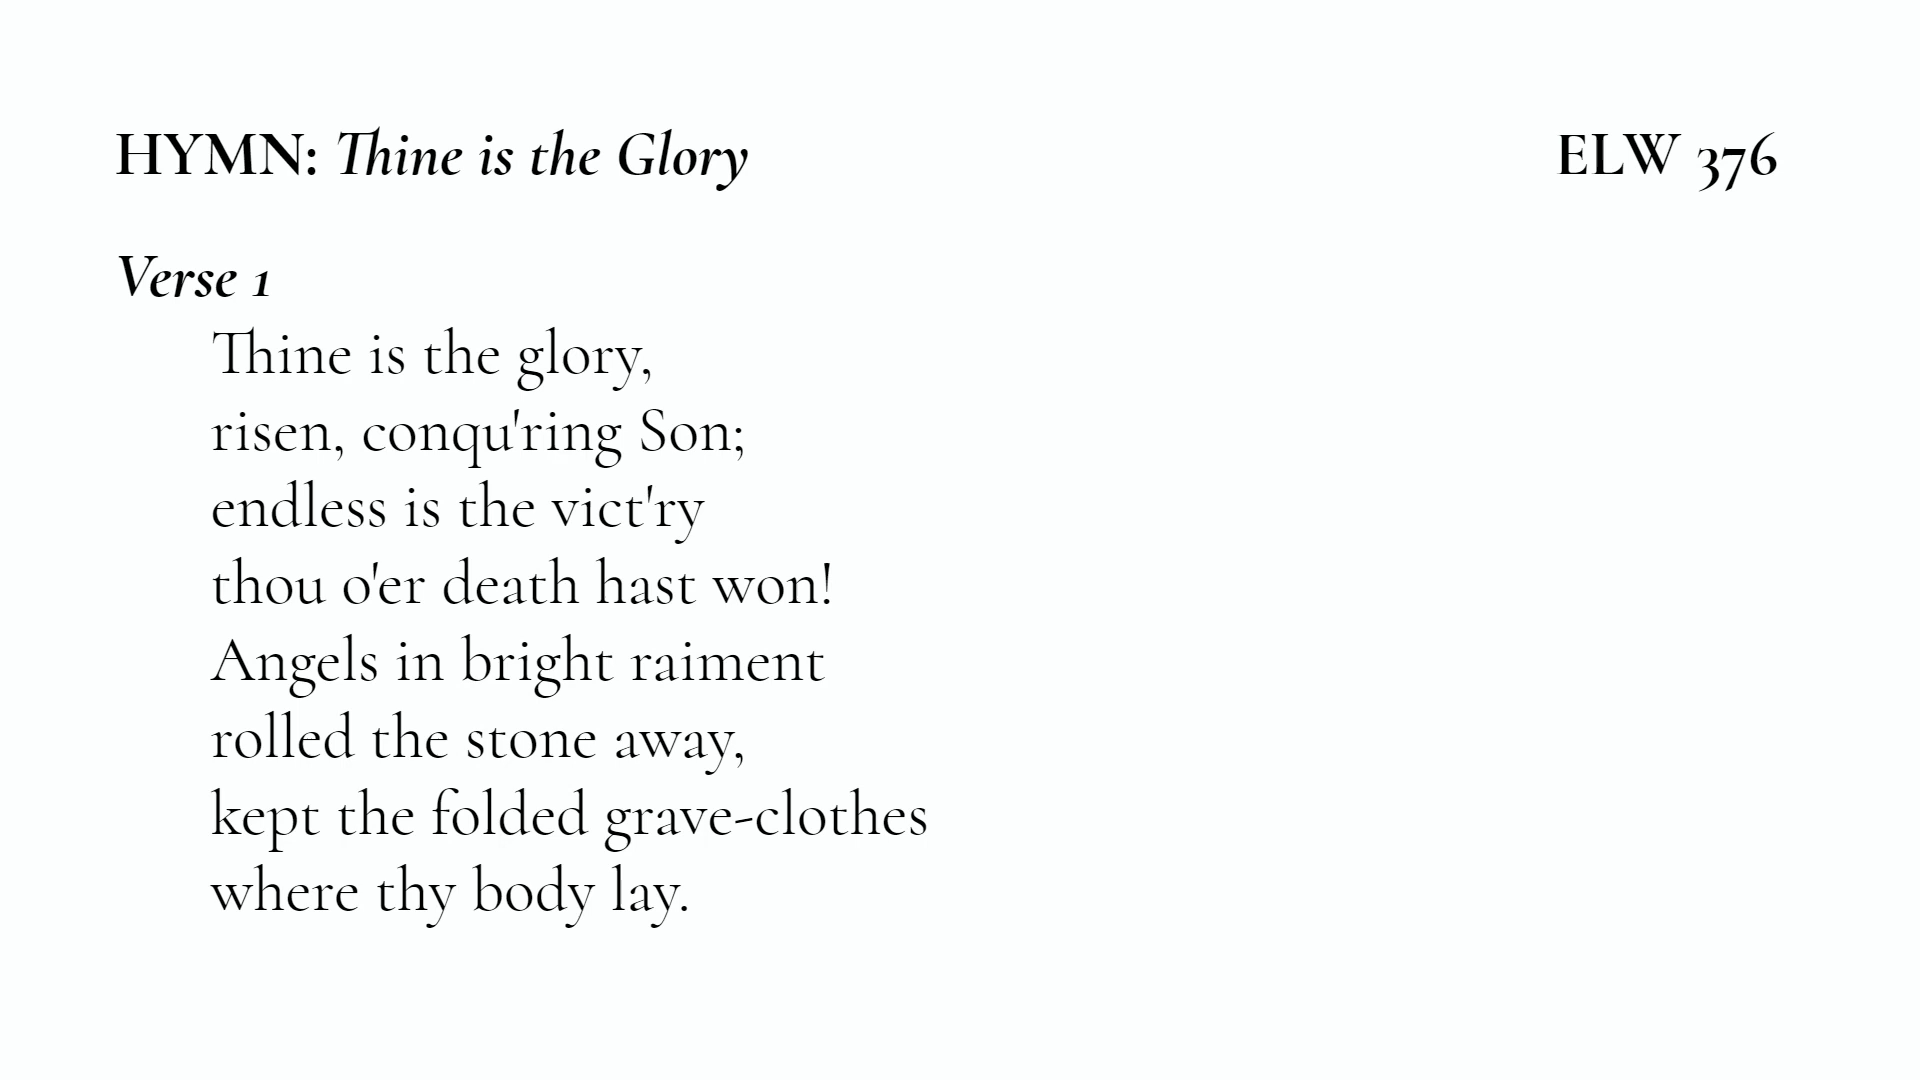 HYMN: Thine is the Glory ELW 376
Verse 1
Thine is the glory,
risen, conqu'ring Son;
endless is the vict'ry
thou o'er death hast won!
Angels in bright raiment
rolled the stone away,
kept the folded grave-clothes
where thy body lay.